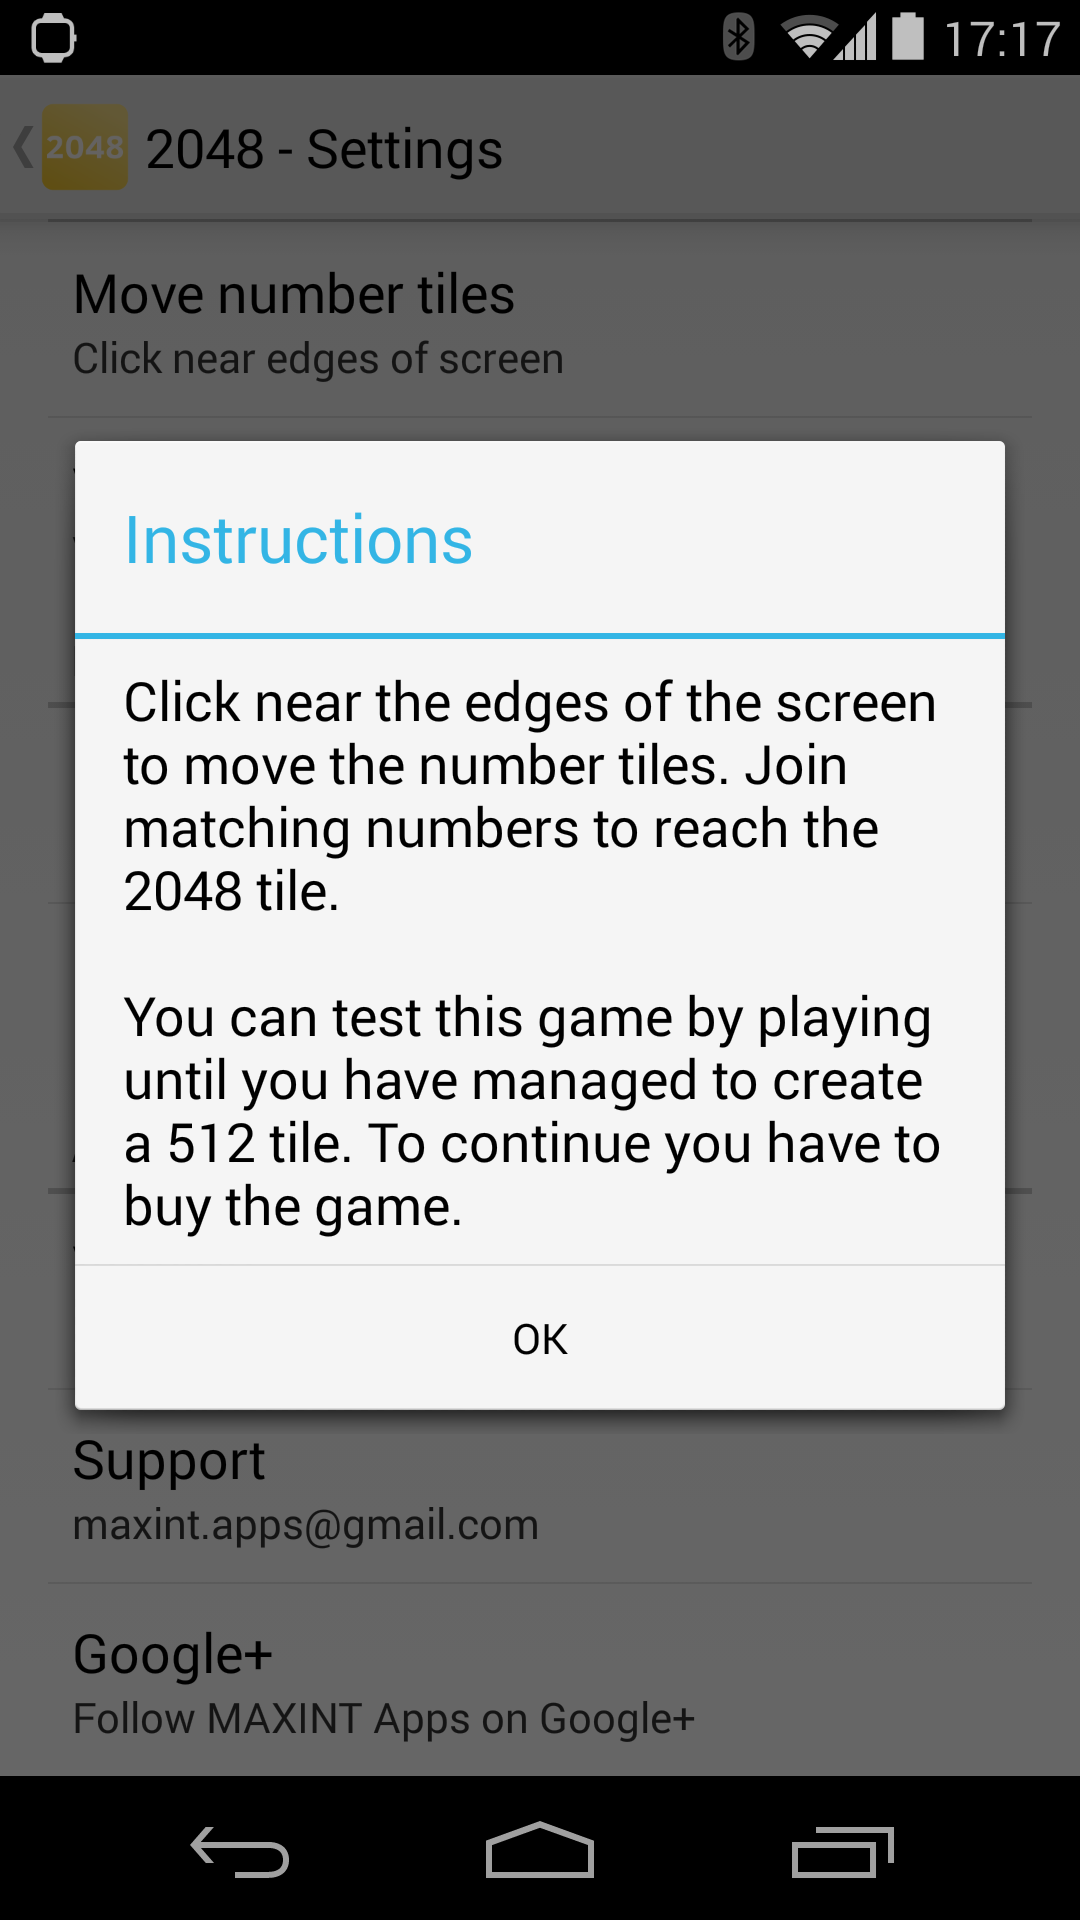 17:17
2048
2048 - Settings
Move number tiles
Click near edges of screen
Instructions
Click near the edges of the screen
to move the number tiles. Join
matching numbers to reach the
2048 tile.
You can test this game by playing
until you have managed to create
a 512 tile. To continue you have to
buy the game.
OK
Support
maxint.apps@gmail.com
Google+
Follow MAXINT Apps on Google+